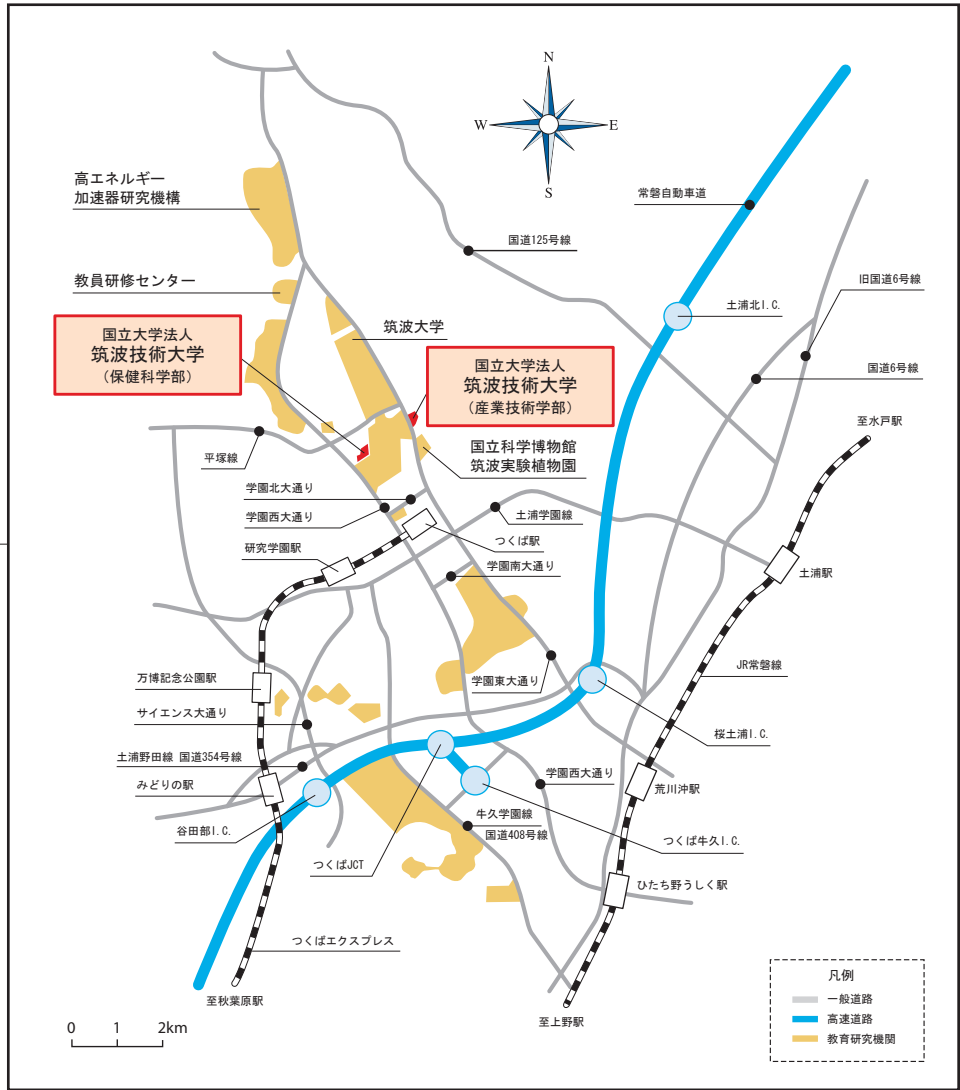 N
W
E
S
高エネルギー
加速器研究機構
常磐自動車道
国道125号線
教員研修センター
旧国道6号線
土浦北I.C.
筑波大学
国立大学法人
筑波技術大学
(保健科学部)
国立大学法人
筑波技術大学
(産業技術学部)
国道6号線
至水戸駅
国立科学博物館
筑波実験植物園
平塚線
学園北大通り
学園西大通り
土浦学園線
つくば駅
研究学園駅
学園南大通り
土浦駅
JR常磐線
万博記念公園駅
学園東大通り
サイエンス大通り
桜土浦I.C.
土浦野田線 国道354号線
みどりの駅
学園西大通り
荒川沖駅
谷田部I.C.
牛久学園線
国道408号線
つくば牛久I.C.
つくばJCT
ひたち野うしく駅
つくばエクスプレス
至秋葉原駅
至上野駅
0 1 2km
凡例
一般道路
高速道路
教育研究機関